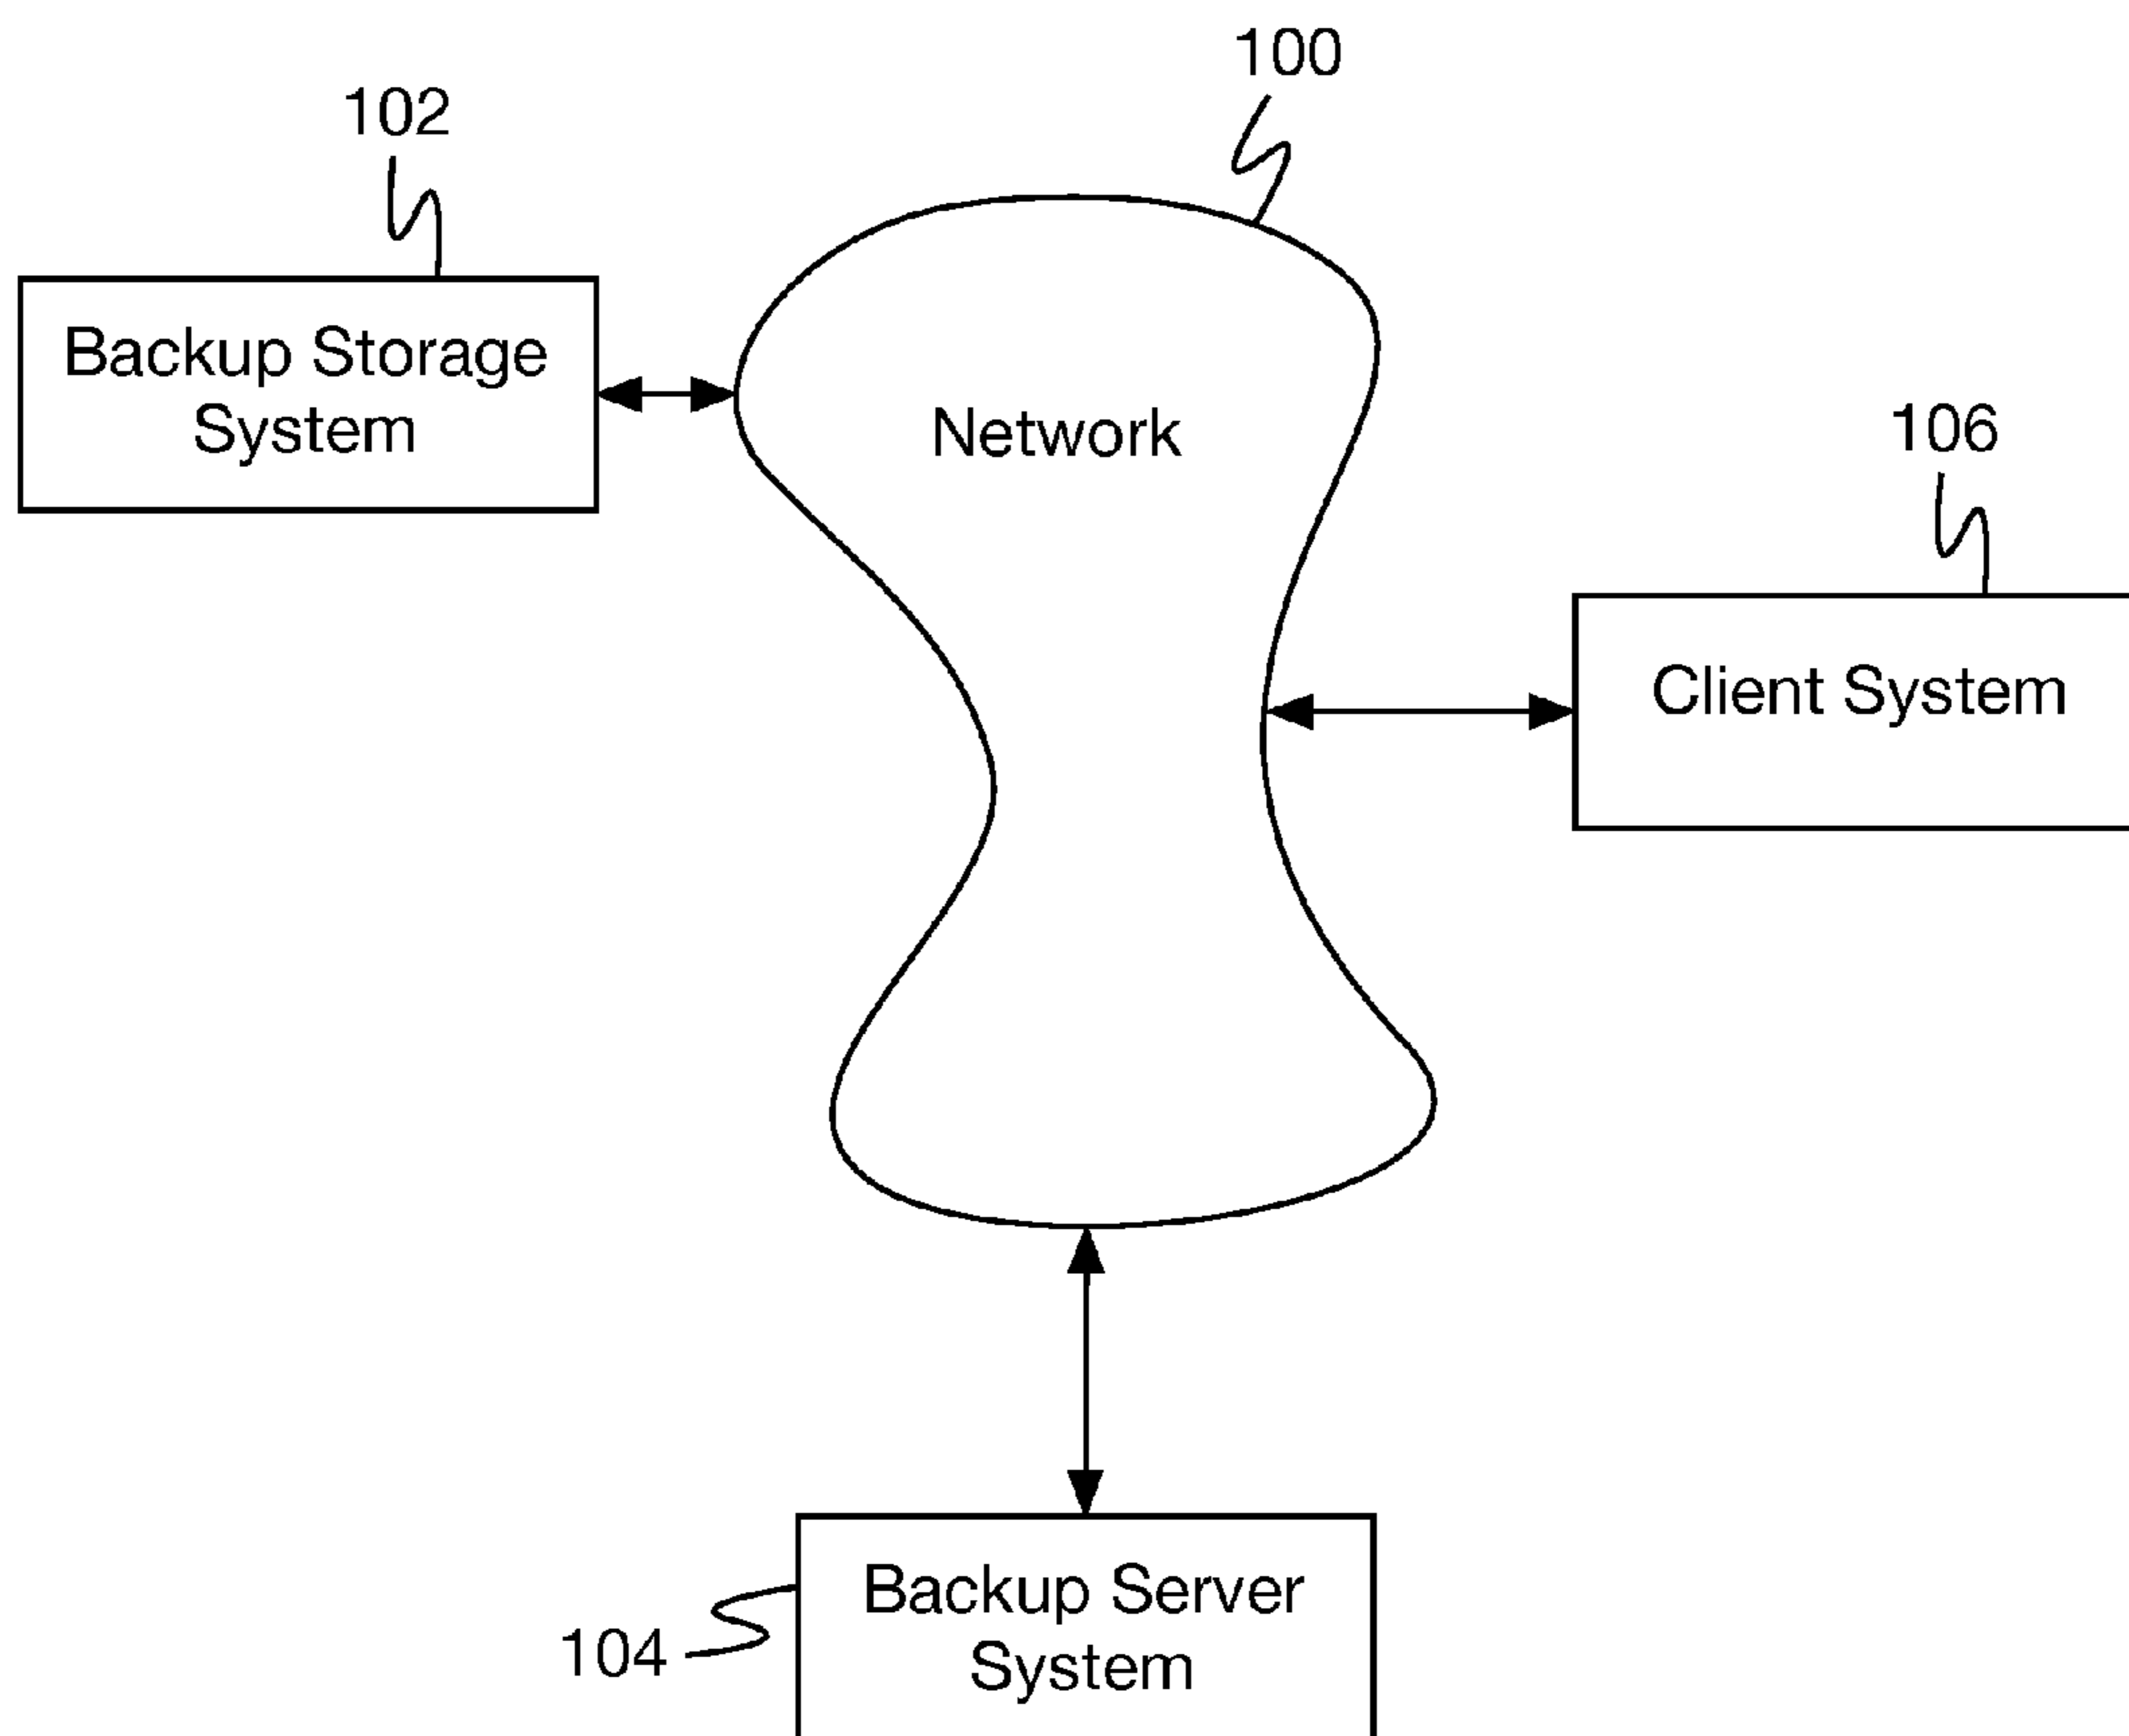 100
102
Backup Storage
System
Network
106
Client System
Backup Server
System
104